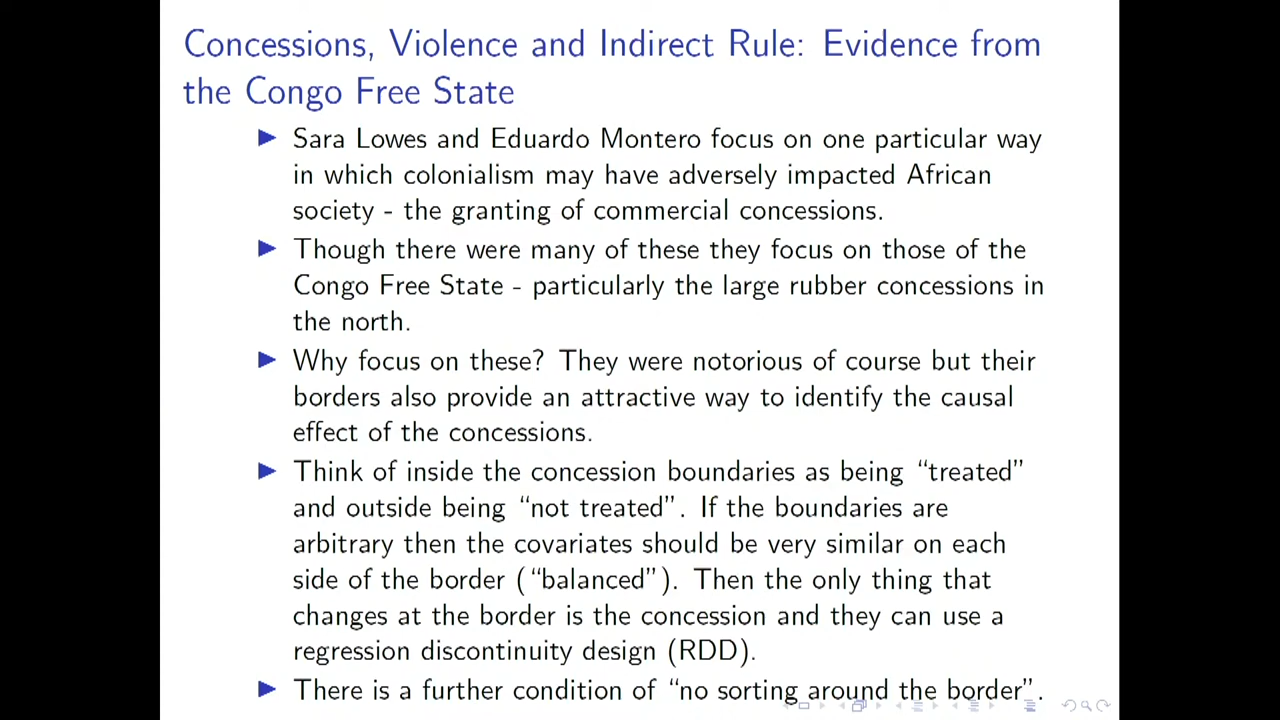 Concessions, Violence and Indirect Rule: Evidence from
the Congo Free State
Sara Lowes and Eduardo Montero focus on one particular way
in which colonialism may have adversely impacted African
society - the granting of commercial concessions.
Though there were many of these they focus on those of the
Congo Free State - particularly the large rubber concessions in
the north.
Why focus on these? They were notorious of course but their
borders also provide an attractive way to identify the causal
effect of the concessions.
Think of inside the concession boundaries as being “treated”
and outside being “not treated”. If the boundaries are
arbitrary then the covariates should be very similar on each
side of the border (“balanced”). Then the only thing that
changes at the border is the concession and they can use a
regression discontinuity design (RDD).
There is a further condition of “no sorting around the border”.